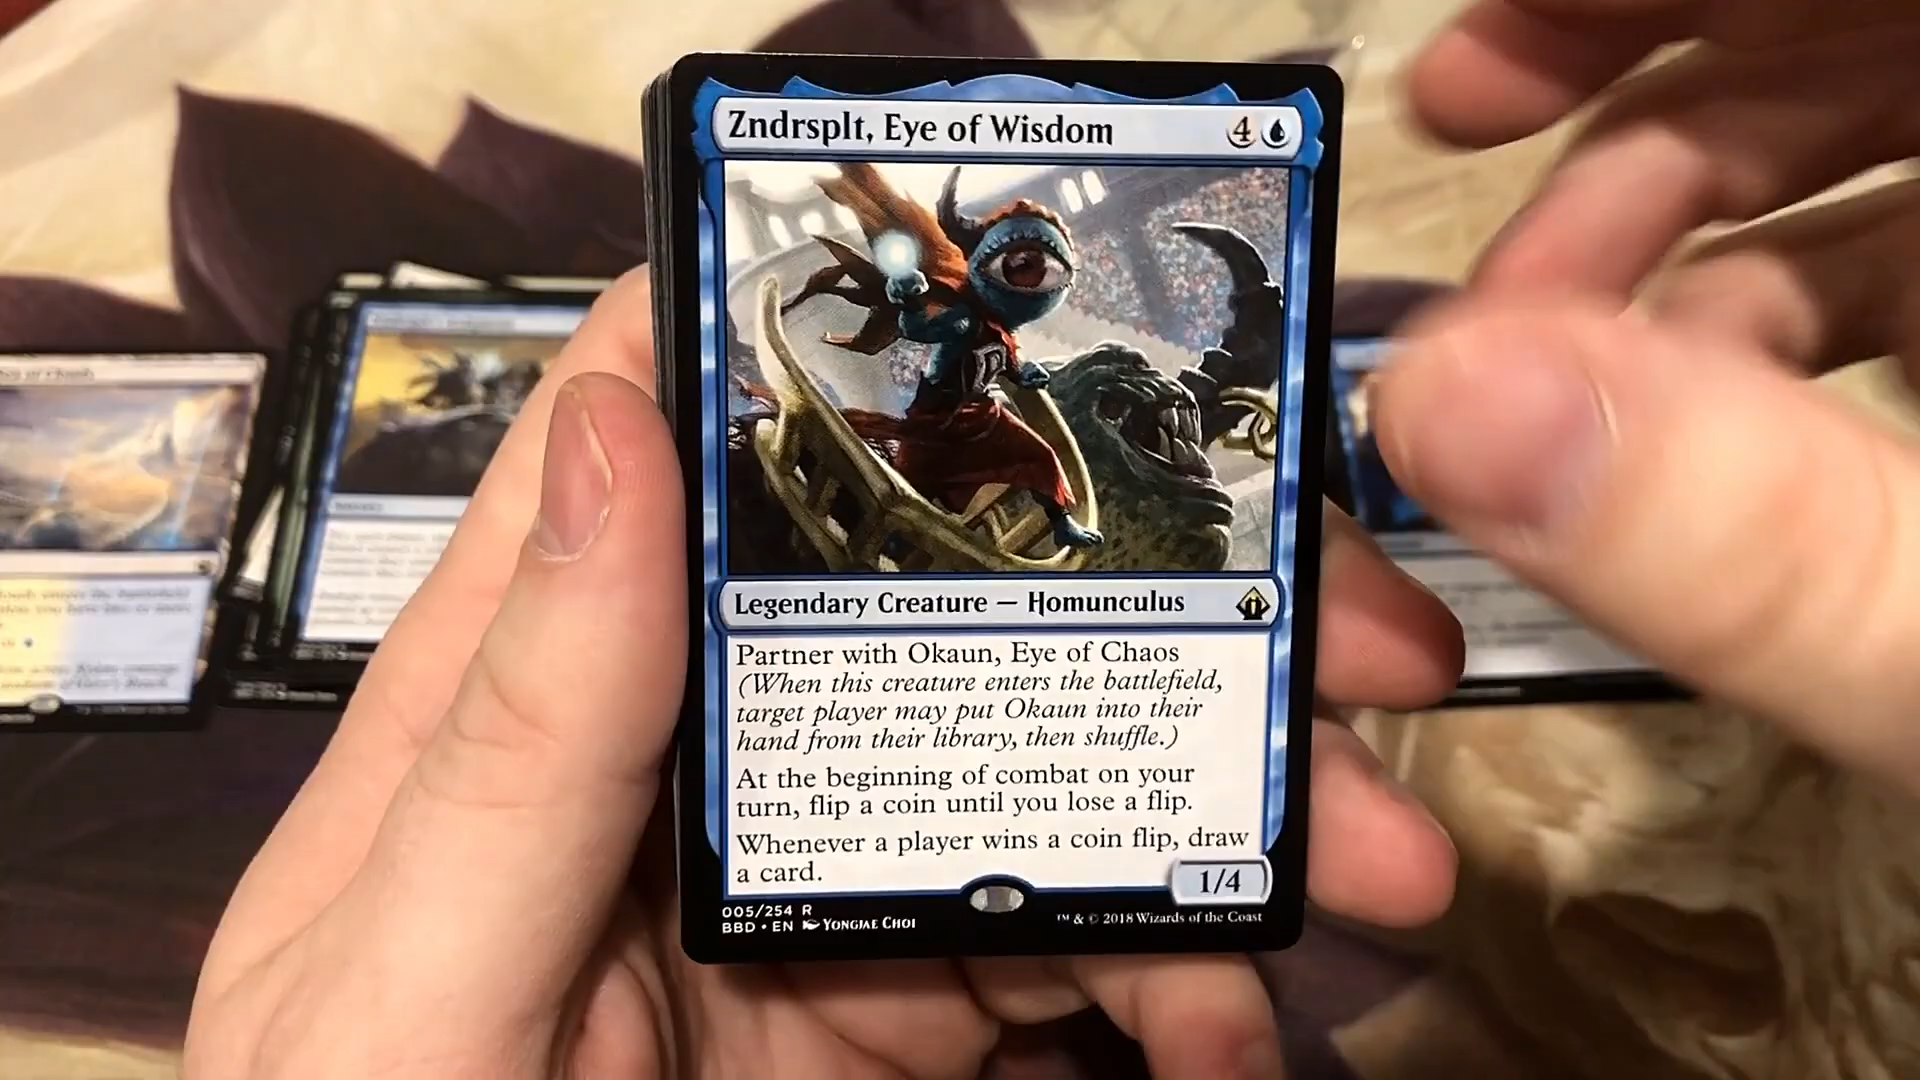 Zndrsplt, Eye of Wisdom 4
Legendary Creature — Homunculus
Partner with Okaun, Eye of Chaos
(When this creature enters the battlefield,
target player may put Okaun into their
hand from their library, then shuffle.)
At the beginning of combat on your
turn, flip a coin until you lose a flip.
Whenever a player wins a coin flip, draw
a card.
1/4
005/254 R
BBD • EN YONGJAE CHOI
™ & © 2018 Wizards of the Coast